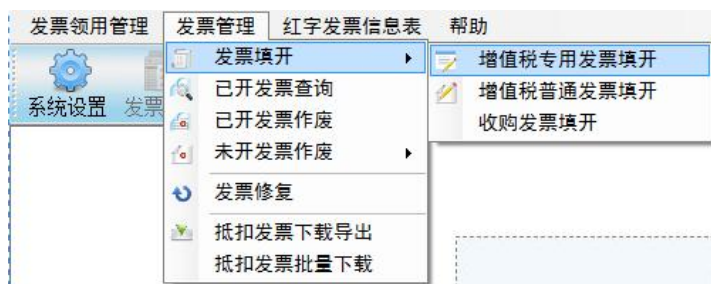 发票领用管理 发票管理 红字发票信息表 帮助
系统设置 发票
发票填开
已开发票查询
已开发票作废
未开发票作废
发票修复
抵扣发票下载导出
抵扣发票批量下载
增值税专用发票填开
增值税普通发票填开
收购发票填开